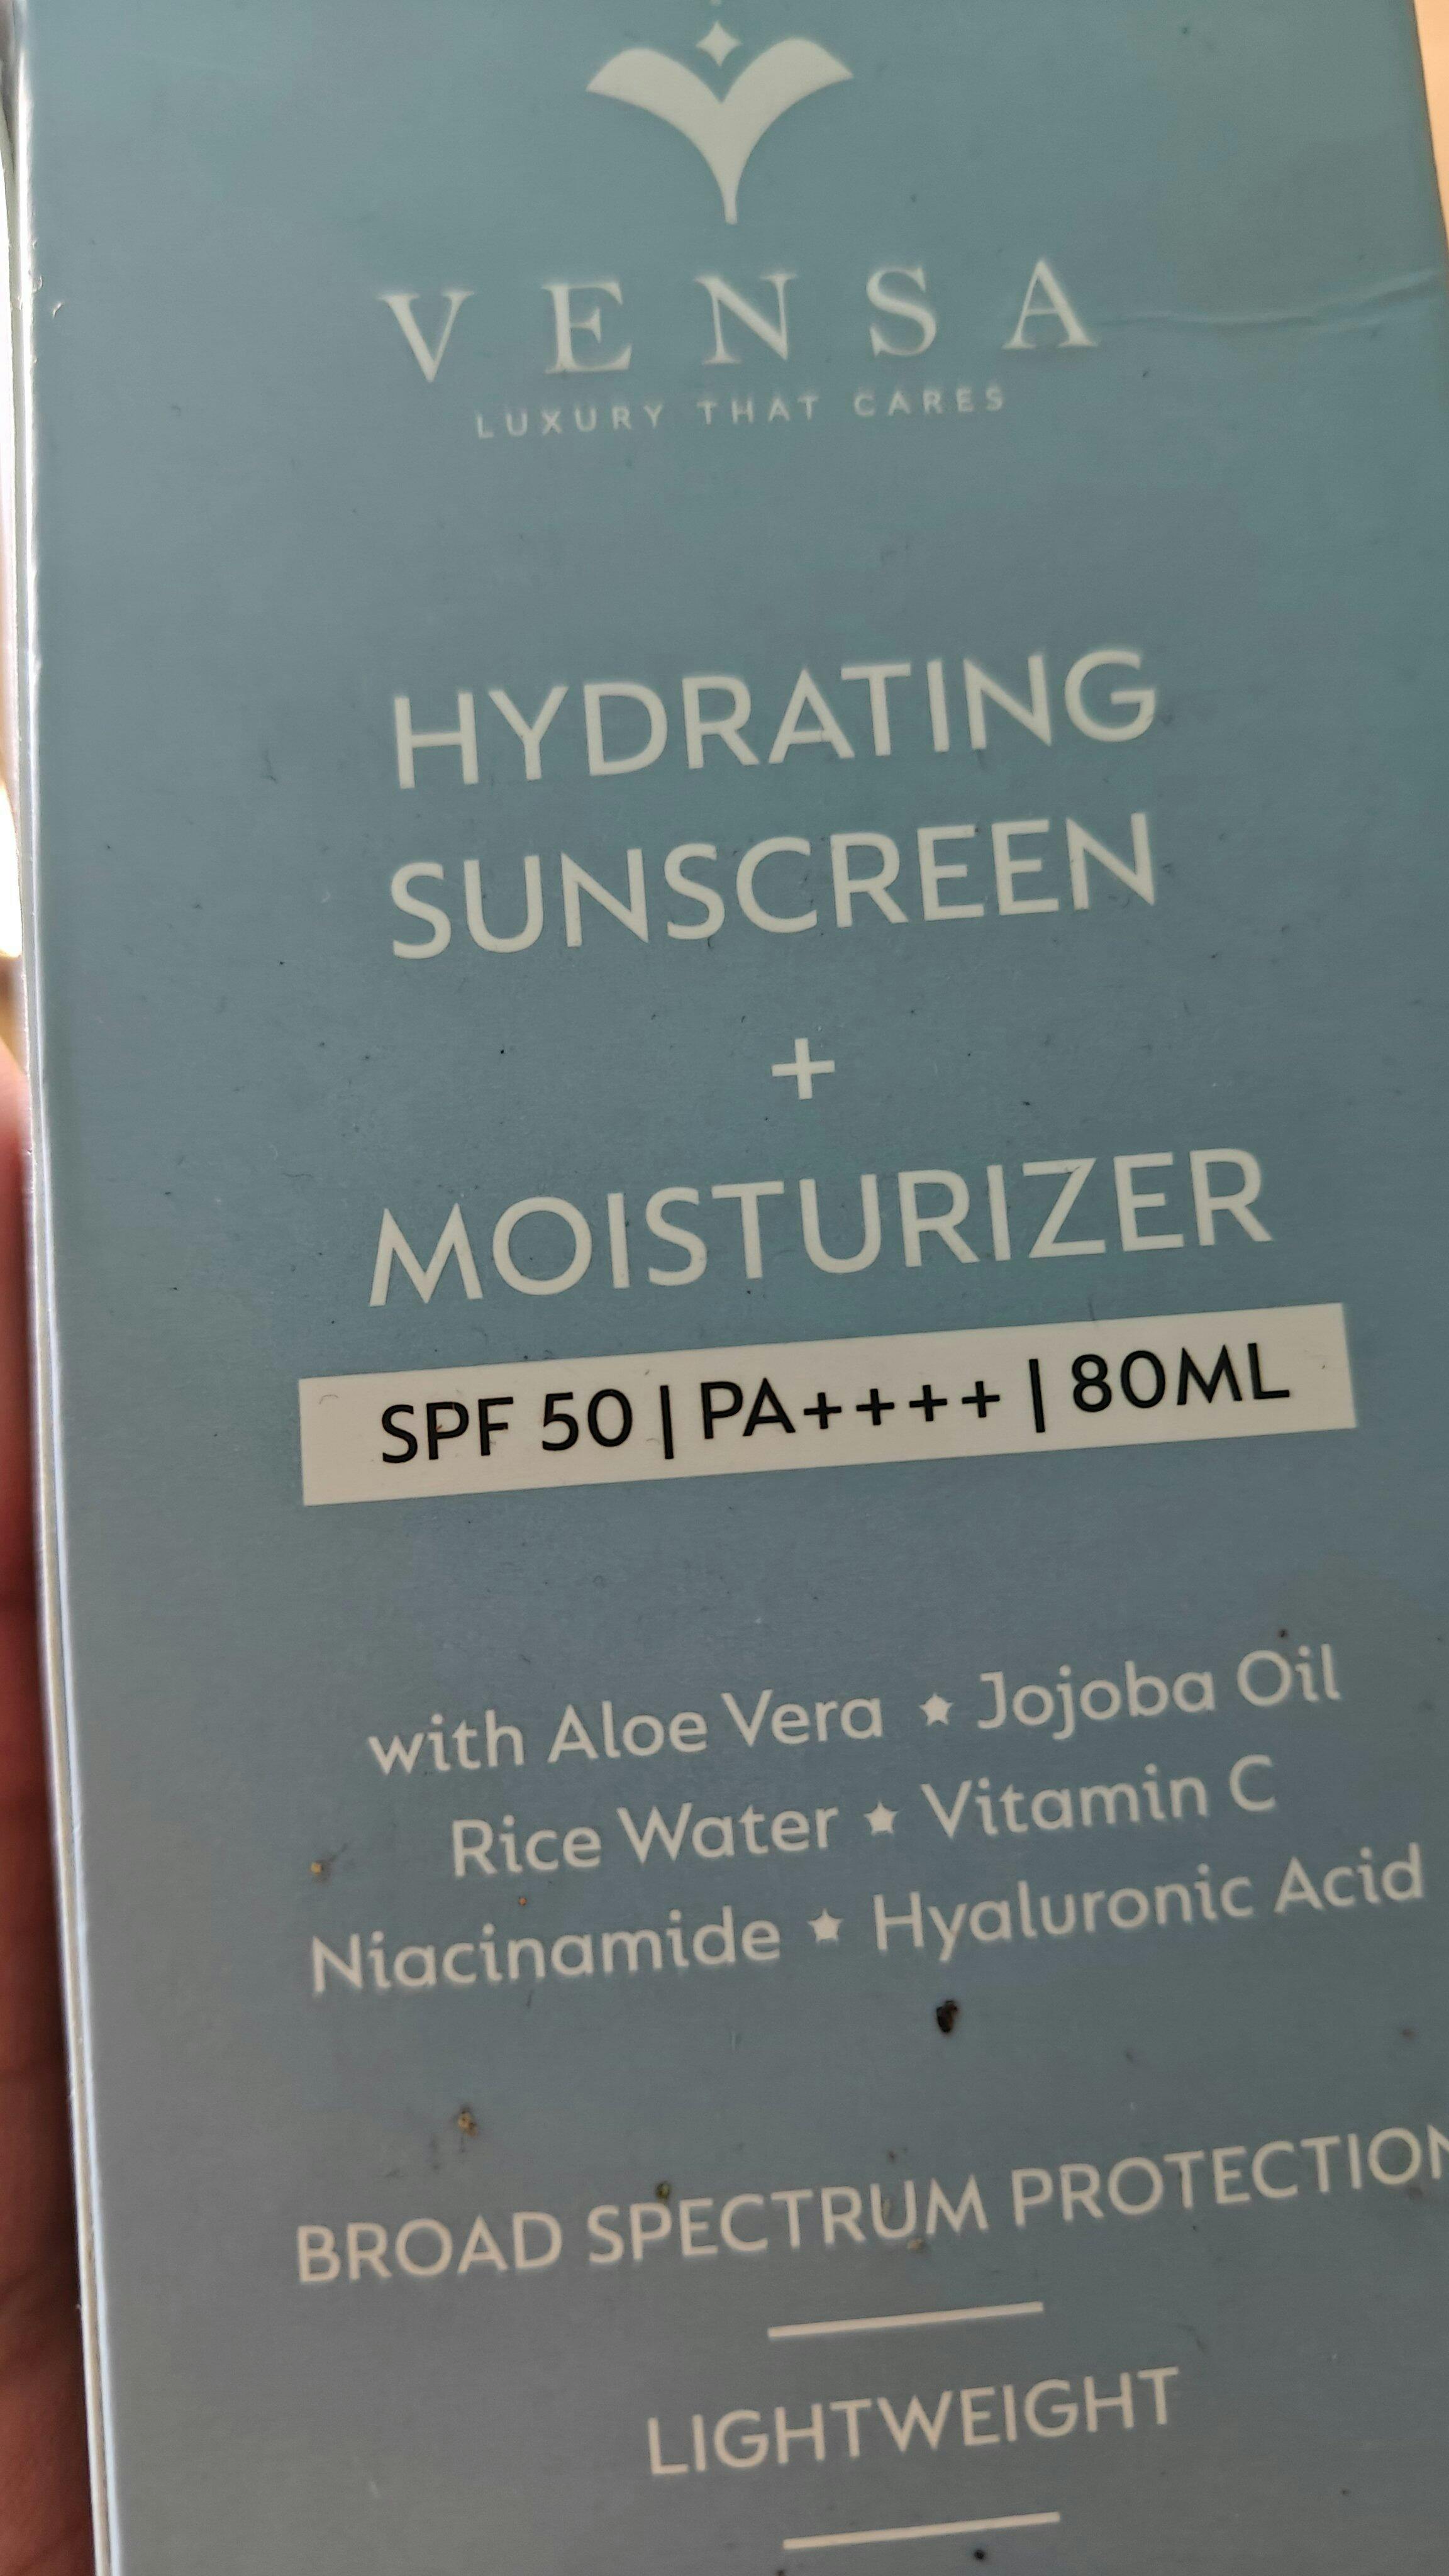 VENSA
LUXURY THAT CARES
HYDRATING
SUNSCREEN
+
MOISTURIZER
SPF 50 | PA++++ | 80ML
with Aloe Vera ★ Jojoba Oil
Rice Water ★ Vitamin C
Niacinamide ★ Hyaluronic Acid
BROAD SPECTRUM PROTECTION
LIGHTWEIGHT